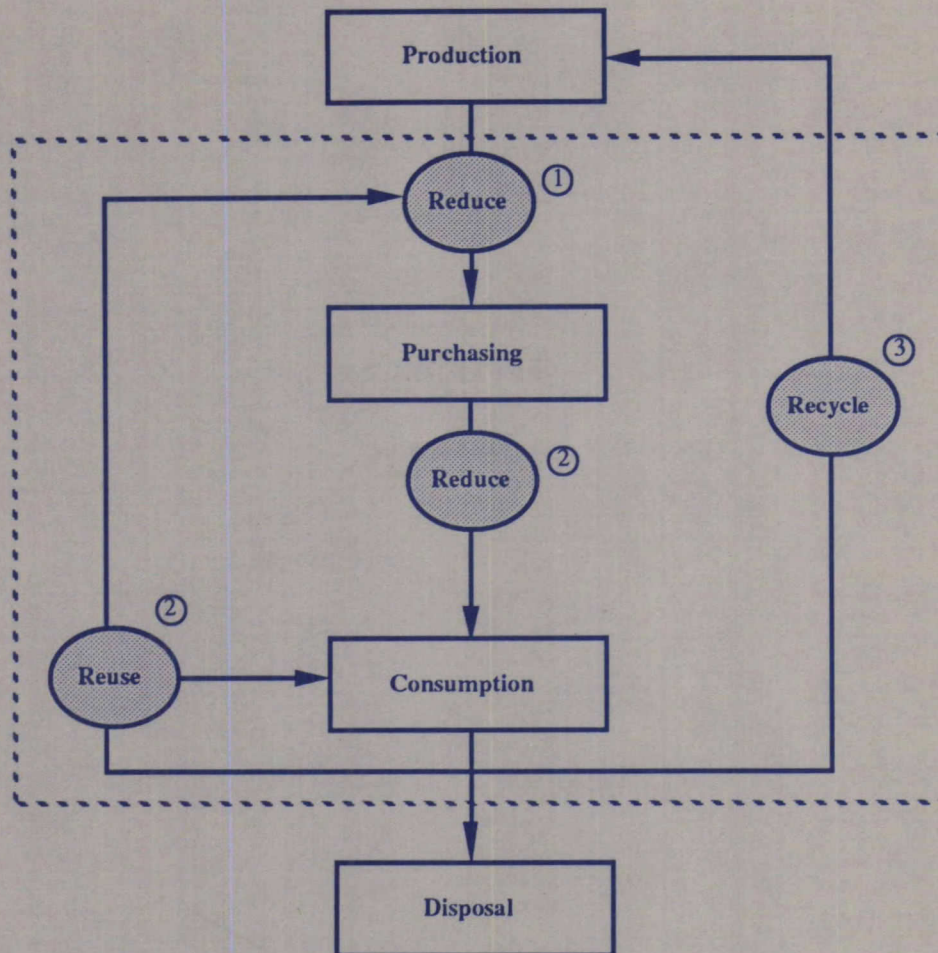 Production
①
Reduce
Purchasing
③
Recycle
②
Reduce
②
Reuse
Consumption
Disposal